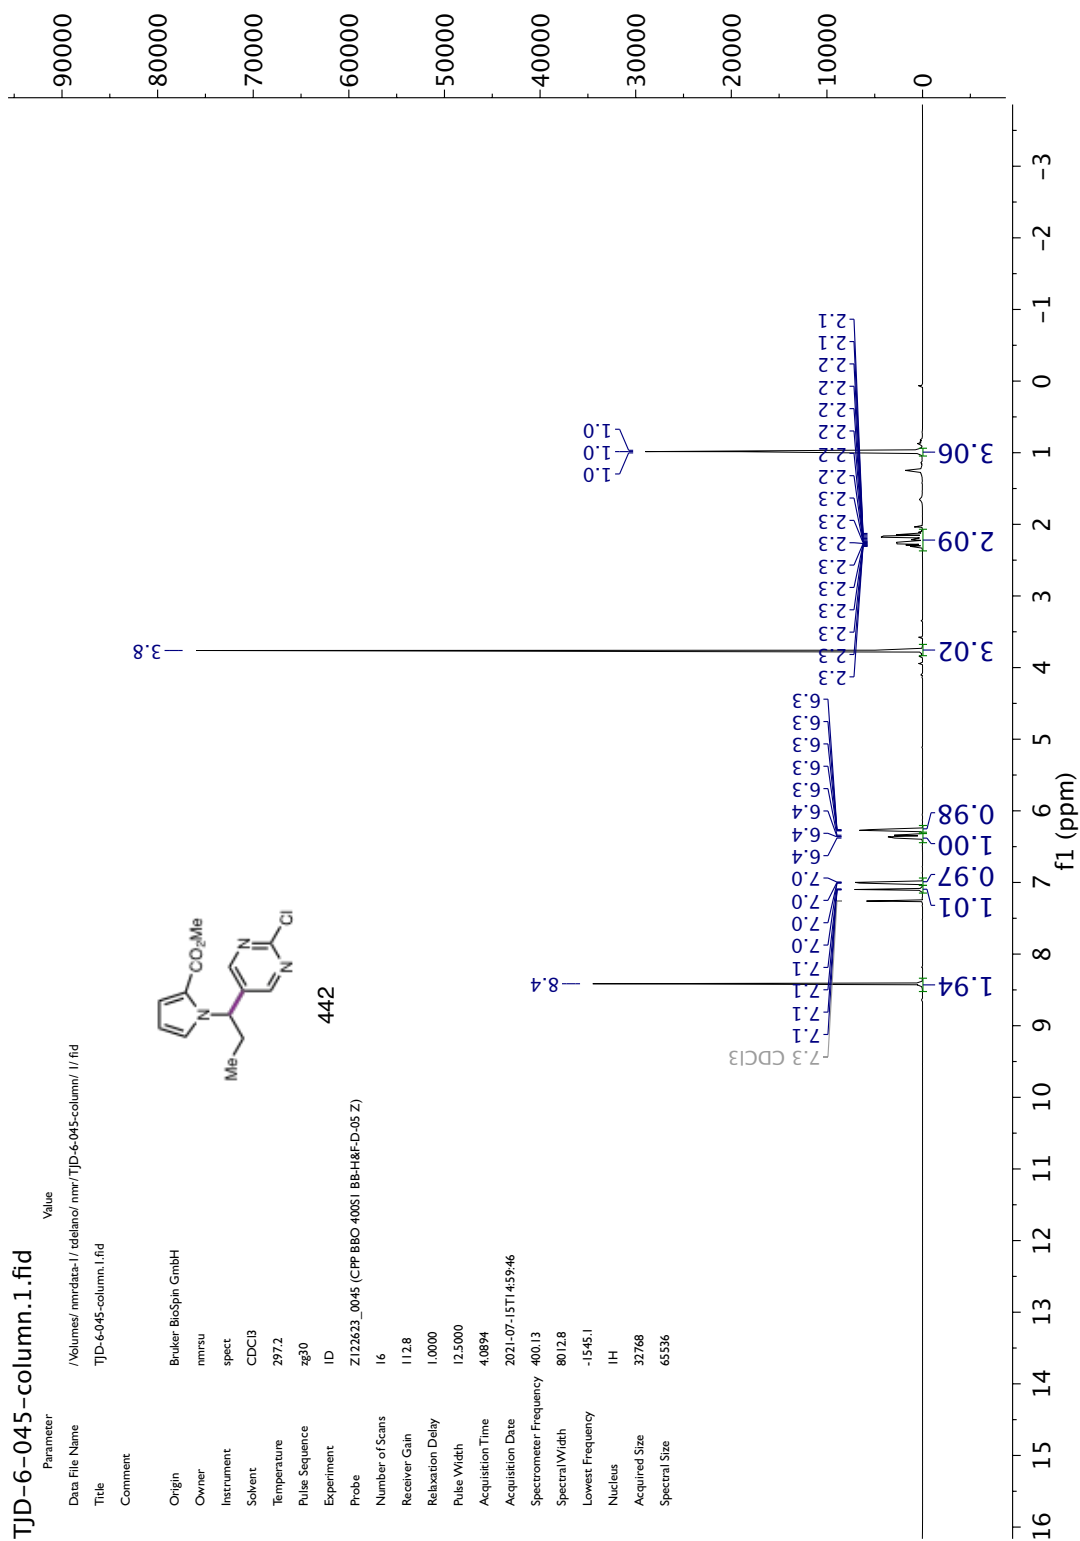 TJD-6-045-column.1.fid
Parameter Value
Data File Name /Volumes/ nmrdata-1/ tdelano/ nmr/ TJD-6-045-column/ 1/ fid
Title TJD-6-045-column.1.fid
Comment
Origin Bruker BioSpin GmbH
Owner nmrsu
Instrument spect
Solvent CDCl3
Temperature 297.2
Pulse Sequence zg30
Experiment 1D
Probe Z122623_0045 (CPP BBO 400S1 BB-H&F-D-05 Z)
Number of Scans 16
Receiver Gain 112.8
Relaxation Delay 1.0000
Pulse Width 12.5000
Acquisition Time 4.0894
Acquisition Date 2021-07-15T14:59:46
Spectrometer Frequency 400.13
Spectral Width 8012.8
Lowest Frequency -1545.1
Nucleus 1H
Acquired Size 32768
Spectral Size 65536
Me
N
CO2Me
N
N
Cl
442
7.3 CDCl3
7.1
7.1
7.1
7.1
7.0
7.0
7.0
7.0
6.4
6.4
6.4
6.3
6.3
6.3
6.3
6.3
2.3
2.3
2.3
2.3
2.3
2.3
2.3
2.3
2.3
2.2
2.2
2.2
2.2
2.2
2.2
2.1
2.1
8.4
3.8
1.0
1.0
1.0
1.94
1.01
0.97
1.00
0.98
3.02
2.09
3.06
90000
80000
70000
60000
50000
40000
30000
20000
10000
0
16 15 14 13 12 11 10 9 8 7 6 5 4 3 2 1 0 -1 -2 -3
f1 (ppm)